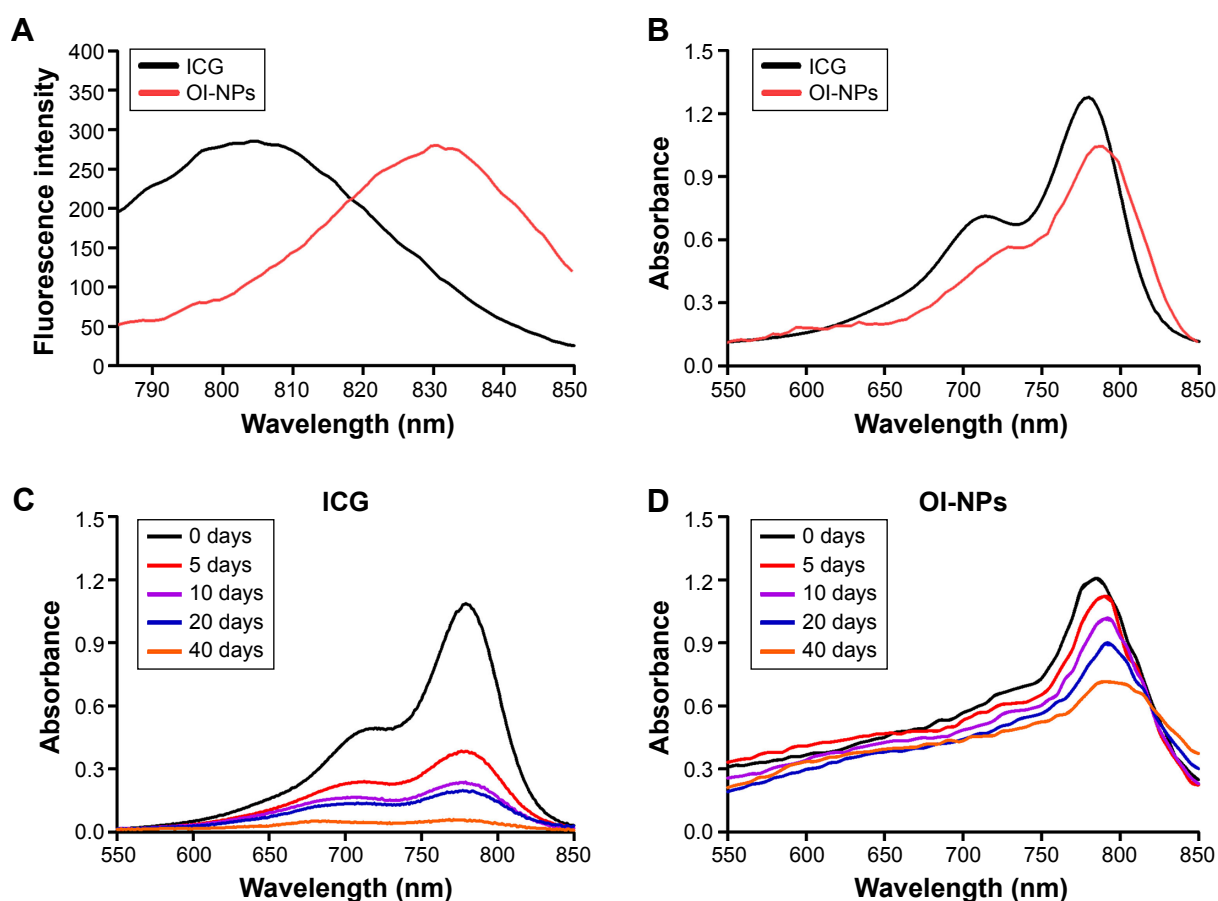 A
Fluorescence intensity
400
350
300
250
200
150
100
50
0
ICG
OI-NPs
790 800 810 820 830 840 850
Wavelength (nm)
B
Absorbance
1.5
1.2
0.9
0.6
0.3
0.0
ICG
OI-NPs
550 600 650 700 750 800 850
Wavelength (nm)
C
ICG
Absorbance
1.5
1.2
0.9
0.6
0.3
0.0
0 days
5 days
10 days
20 days
40 days
550 600 650 700 750 800 850
Wavelength (nm)
D
OI-NPs
Absorbance
1.5
1.2
0.9
0.6
0.3
0.0
0 days
5 days
10 days
20 days
40 days
550 600 650 700 750 800 850
Wavelength (nm)